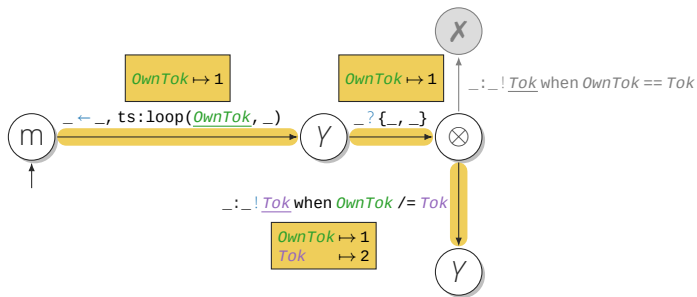 ✗
OwnTok ↦ 1
OwnTok ↦ 1
_:_!Tok when OwnTok == Tok
_ ← _, ts:loop(OwnTok,_)
_?{_,_}
m
Y
⊗
_:_!Tok when OwnTok /= Tok
OwnTok ↦ 1
Tok ↦ 2
Y